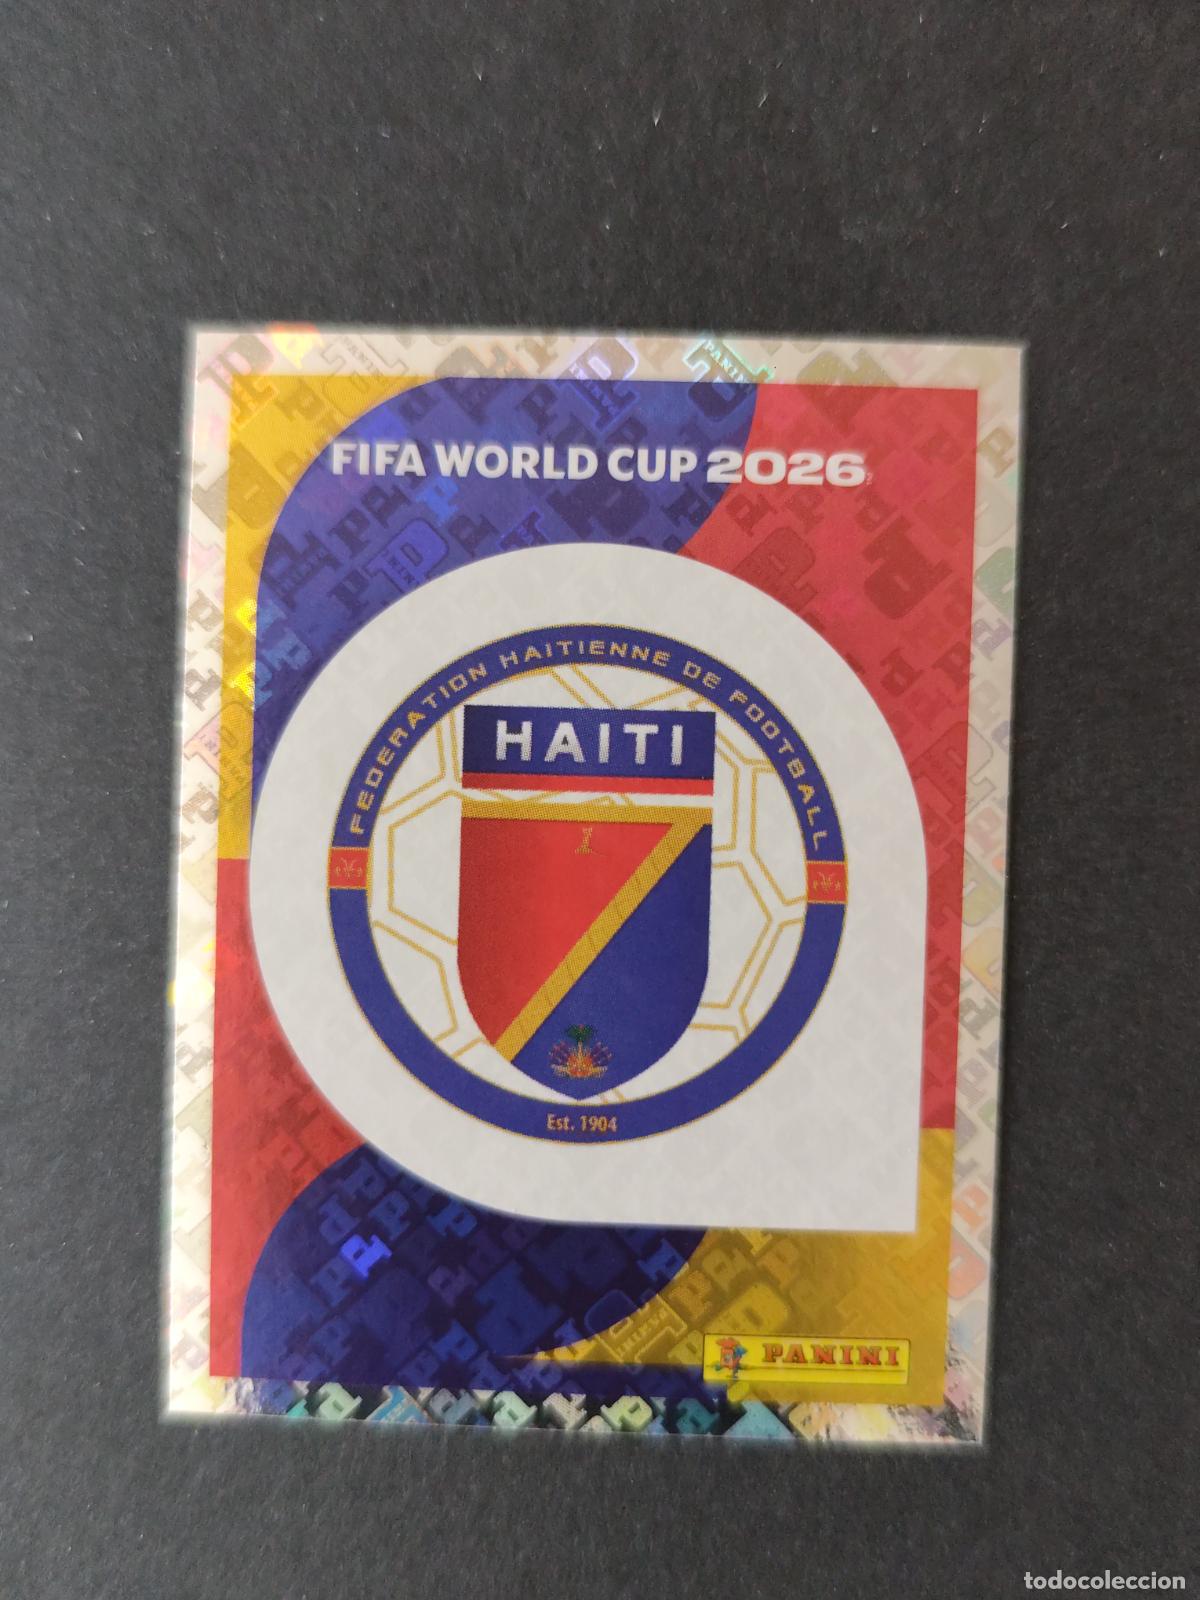 FIFA WORLD CUP 2026
FEDERATION HAITIENNE DE FOOTBALL
HAITI
Est. 1904
PANINI
todocoleccion